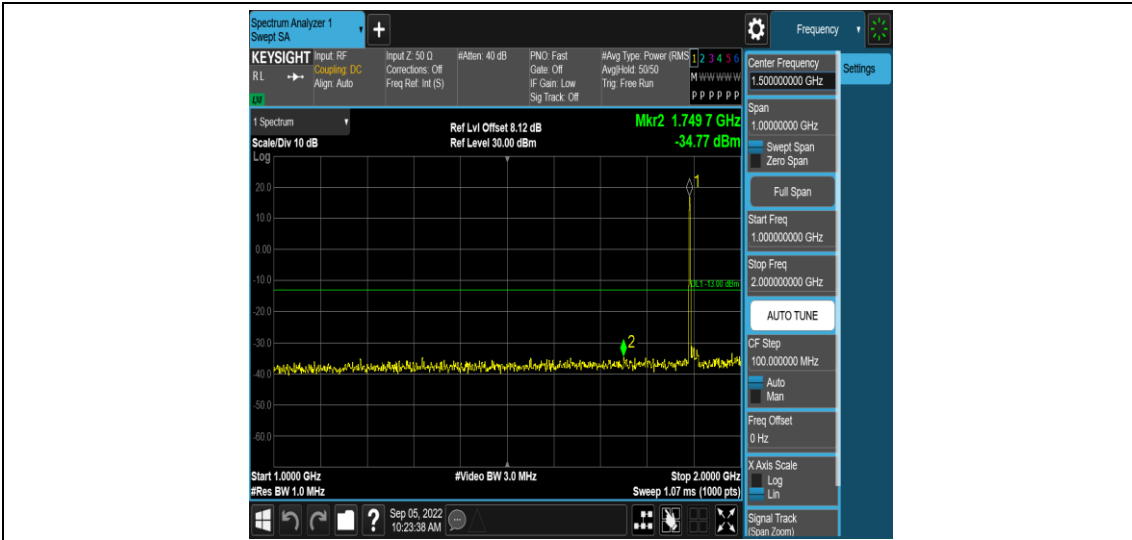 Spectrum Analyzer 1
Swept SA
+
Frequency
KEYSIGHT
RL
LXI
Input: RF
Coupling: DC
Align: Auto
Input Z: 50 Ω
Corrections: Off
Freq Ref: Int (S)
#Atten: 40 dB
PNO: Fast
Gate: Off
IF Gain: Low
Sig Track: Off
#Avg Type: Power (RMS
Avg|Hold: 50/50
Trig: Free Run
1 2 3 4 5 6
M W W W W W
P P P P P P
1 Spectrum
Scale/Div 10 dB
Log
Ref Lvl Offset 8.12 dB
Ref Level 30.00 dBm
Mkr2 1.749 7 GHz
-34.77 dBm
1
20.0
10.0
0.00
DL1 -13.00 dBm
-10.0
-20.0
-30.0
2
-40.0
-50.0
-60.0
Start 1.0000 GHz
#Res BW 1.0 MHz
#Video BW 3.0 MHz
Stop 2.0000 GHz
Sweep 1.07 ms (1000 pts)
?
Sep 05, 2022
10:23:38 AM
Center Frequency
1.500000000 GHz
Settings
Span
1.00000000 GHz
Swept Span
Zero Span
Full Span
Start Freq
1.000000000 GHz
Stop Freq
2.000000000 GHz
AUTO TUNE
CF Step
100.000000 MHz
Auto
Man
Freq Offset
0 Hz
X Axis Scale
Log
Lin
Signal Track
(Span Zoom)